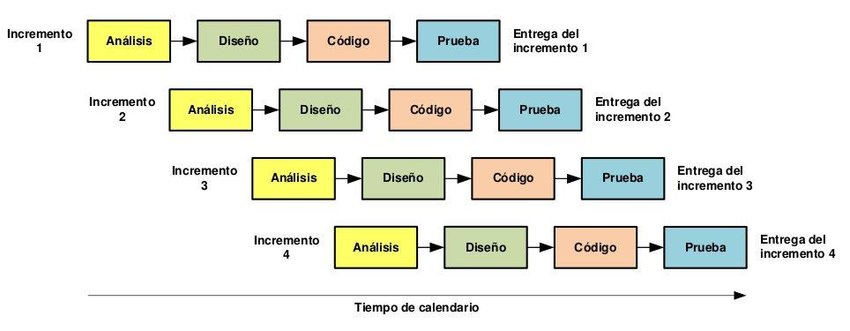 Incremento
1
Análisis
Diseño
Código
Prueba
Entrega del
incremento 1
Incremento
2
Análisis
Diseño
Código
Prueba
Entrega del
incremento 2
Incremento
3
Análisis
Diseño
Código
Prueba
Entrega del
incremento 3
Incremento
4
Análisis
Diseño
Código
Prueba
Entrega del
incremento 4
Tiempo de calendario